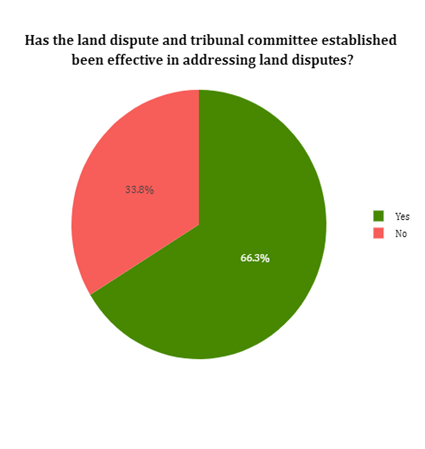 Has the land dispute and tribunal committee established
been effective in addressing land disputes?
33.8%
66.3%
Yes
No